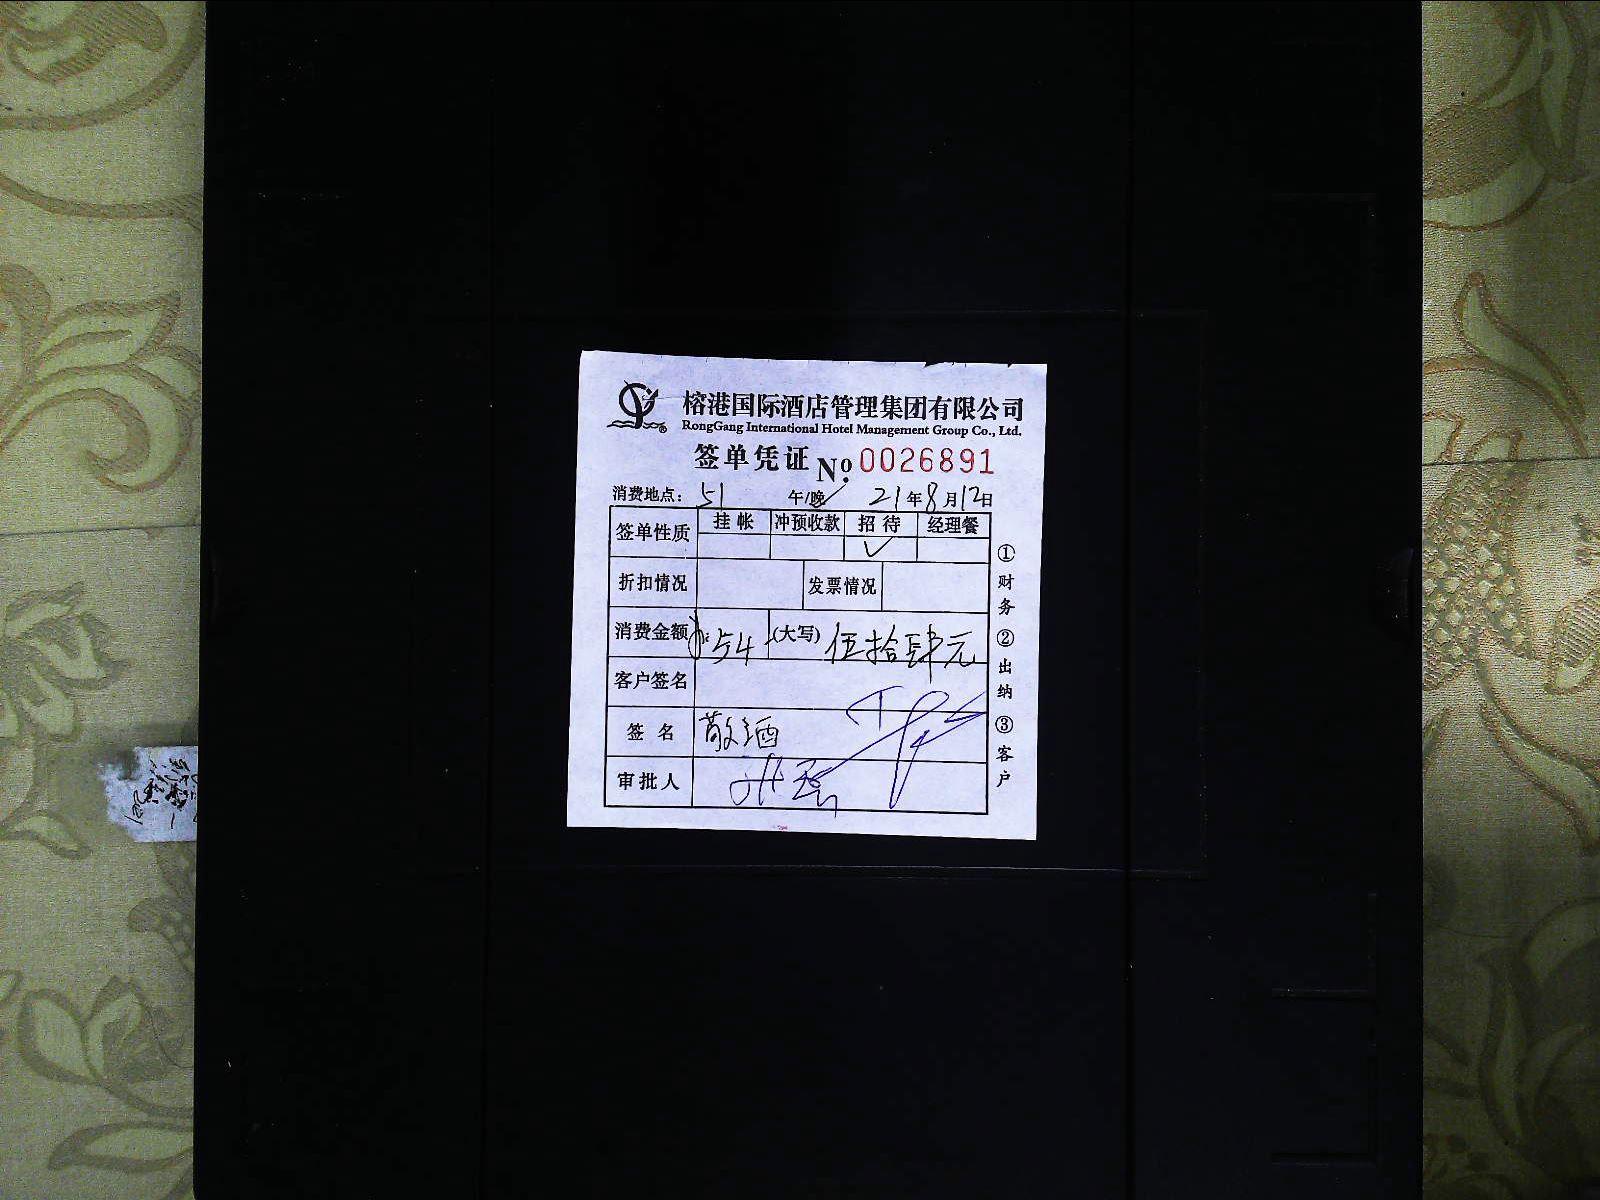 榕港国际酒店管理集团有限公司
RongGang International Hotel Management Group Co., Ltd.
签单凭证 No. 0026891
消费地点: 51 午/晚✓ 21年8月12日
签单性质 挂帐 冲预收款 招待 经理餐
✓
折扣情况 发票情况
消费金额 ¥: 54 (大写) 伍拾肆元
客户签名
签名 敬酒
审批人
①财务 ②出纳 ③客户